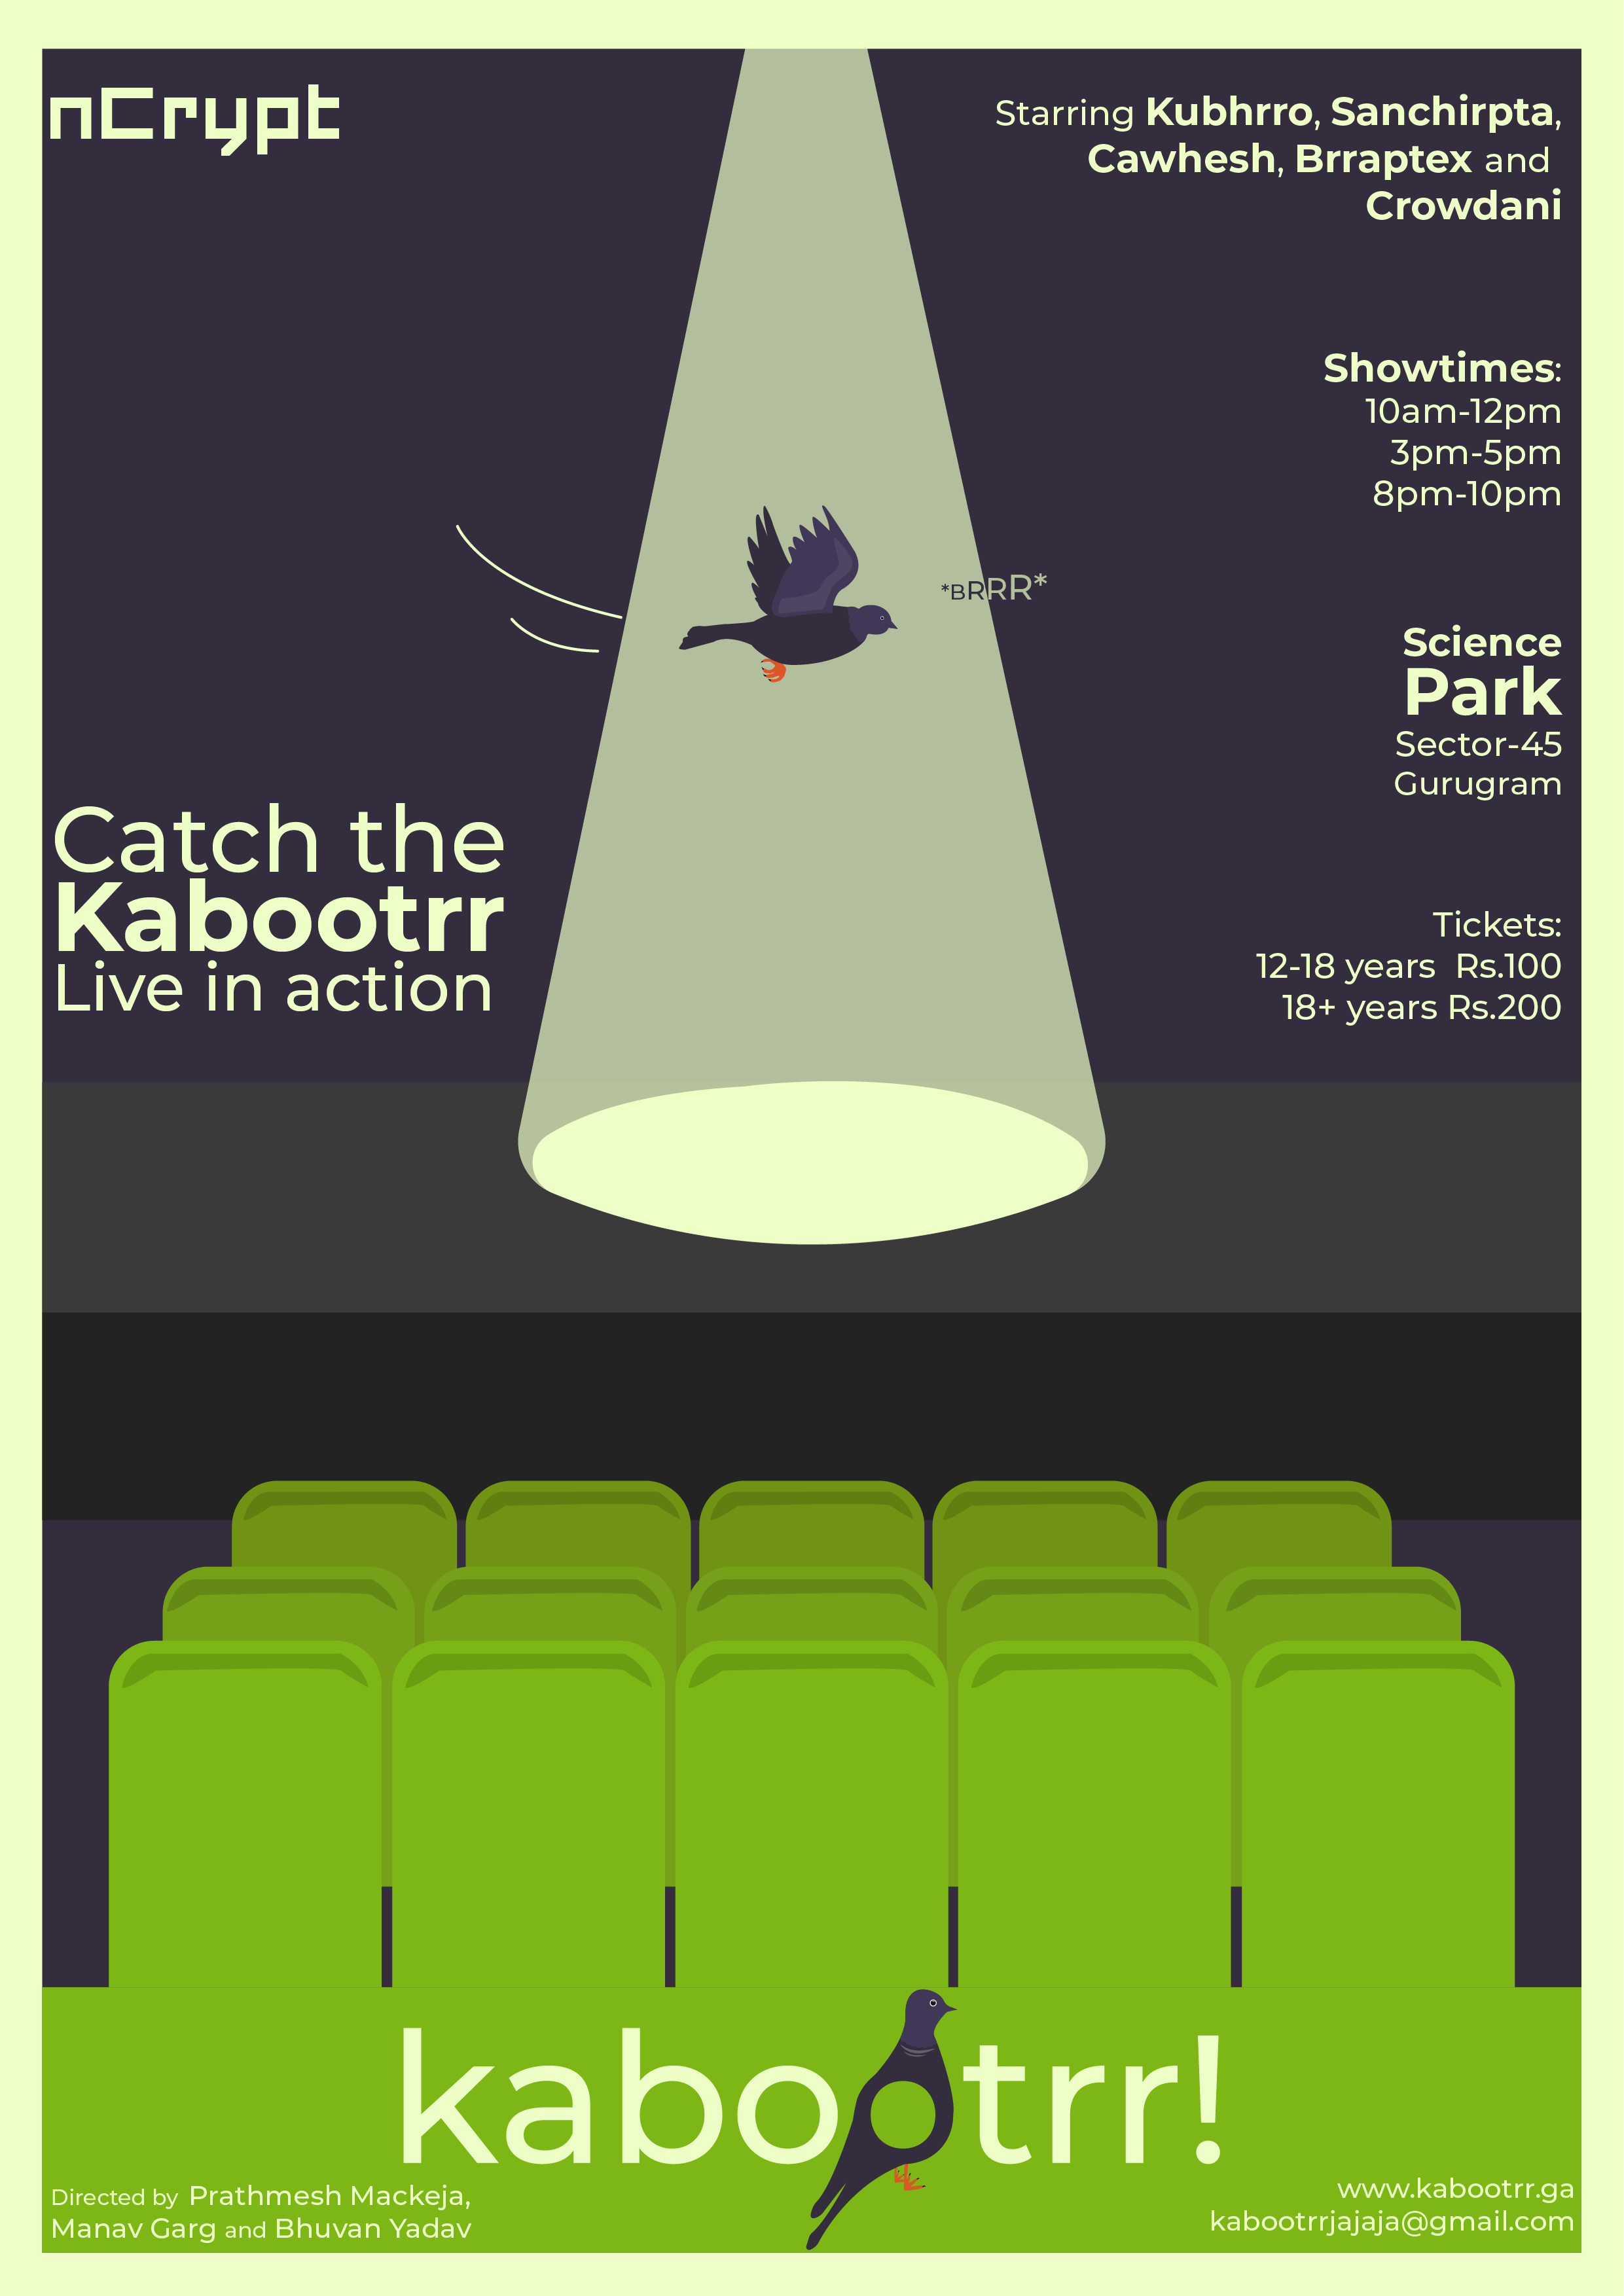 nCrypt
Starring Kubhrro, Sanchirpta,
Cawhesh, Brraptex and
Crowdani
Showtimes:
10am-12pm
3pm-5pm
8pm-10pm
*BRRR*
Science
Park
Sector-45
Gurugram
Catch the
Kabootrr
Live in action
Tickets:
12-18 years Rs.100
18+ years Rs.200
kabootrr!
Directed by Prathmesh Mackeja,
Manav Garg and Bhuvan Yadav
www.kabootrr.ga
kabootrrjajaja@gmail.com